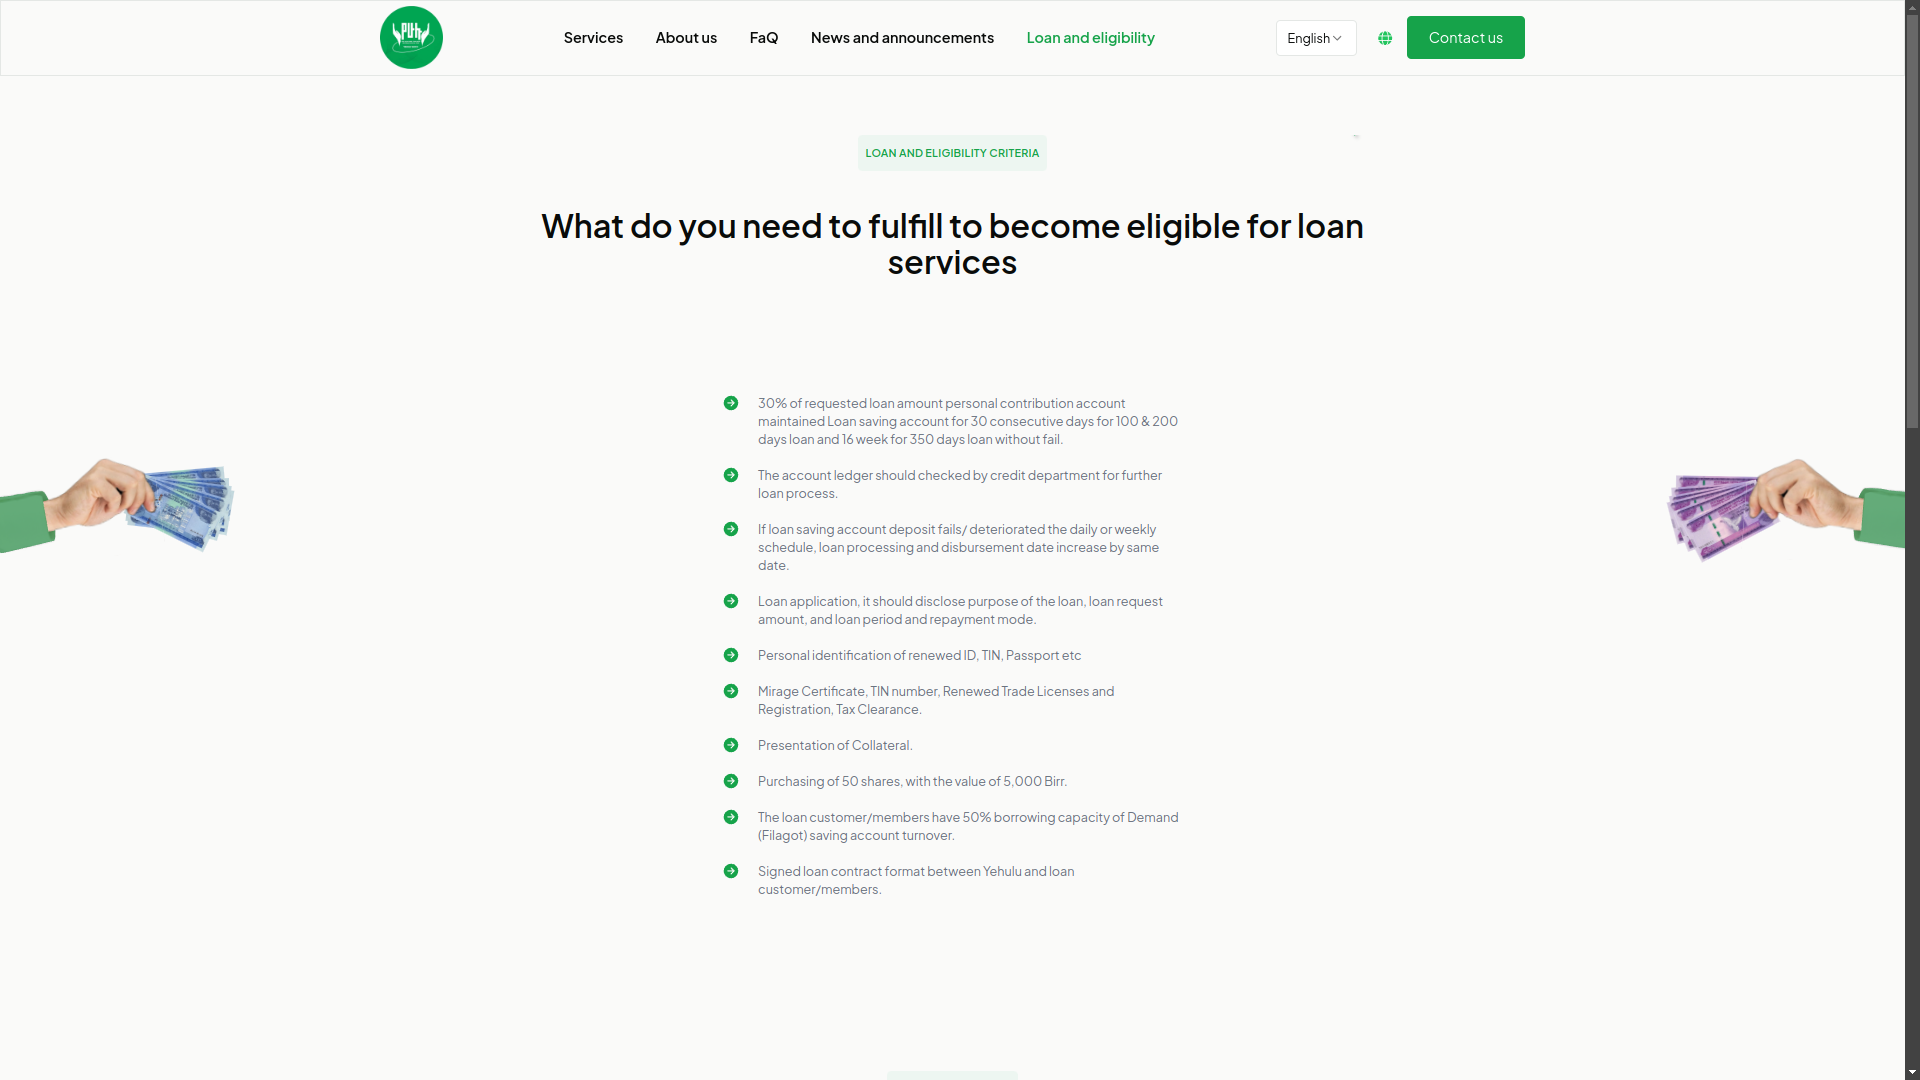 Services
About us
FaQ
News and announcements
Loan and eligibility
English
Contact us
LOAN AND ELIGIBILITY CRITERIA
What do you need to fulfill to become eligible for loan
services
30% of requested loan amount personal contribution account
maintained Loan saving account for 30 consecutive days for 100 & 200
days loan and 16 week for 350 days loan without fail.
The account ledger should checked by credit department for further
loan process.
If loan saving account deposit fails/ deteriorated the daily or weekly
schedule, loan processing and disbursement date increase by same
date.
Loan application, it should disclose purpose of the loan, loan request
amount, and loan period and repayment mode.
Personal identification of renewed ID, TIN, Passport etc
Mirage Certificate, TIN number, Renewed Trade Licenses and
Registration, Tax Clearance.
Presentation of Collateral.
Purchasing of 50 shares, with the value of 5,000 Birr.
The loan customer/members have 50% borrowing capacity of Demand
(Filagot) saving account turnover.
Signed loan contract format between Yehulu and loan
customer/members.